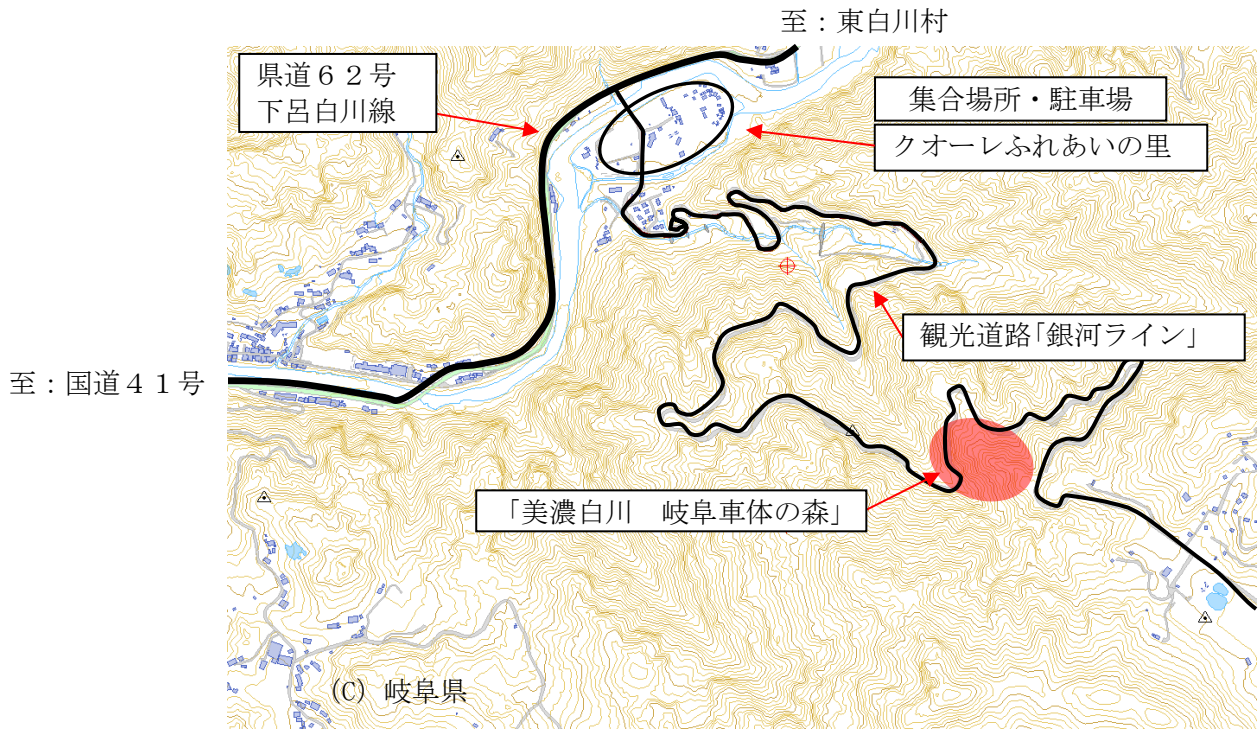 至：東白川村
県道６２号
下呂白川線
集合場所・駐車場
クオーレふれあいの里
観光道路「銀河ライン」
至：国道４１号
「美濃白川　岐阜車体の森」
(C) 岐阜県